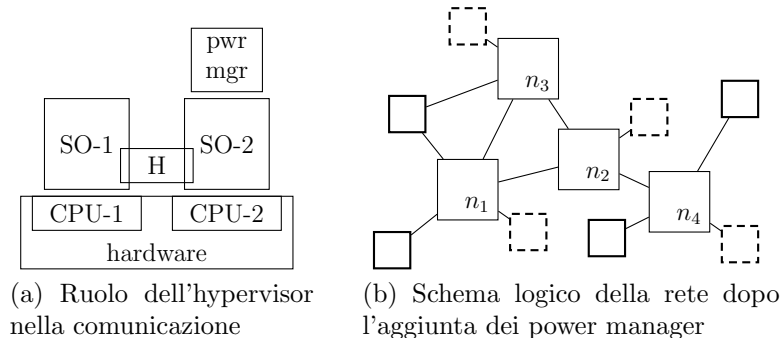 pwr
mgr
SO-1
SO-2
H
CPU-1
CPU-2
hardware
(a) Ruolo dell'hypervisor
nella comunicazione
n3
n2
n1
n4
(b) Schema logico della rete dopo
l'aggiunta dei power manager